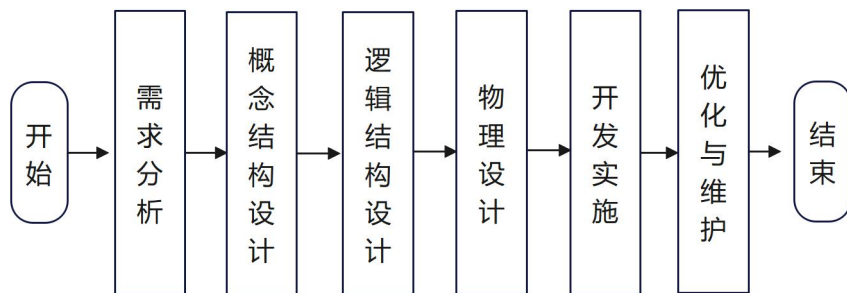 开始
需求分析
概念结构设计
逻辑结构设计
物理设计
开发实施
优化与维护
结束